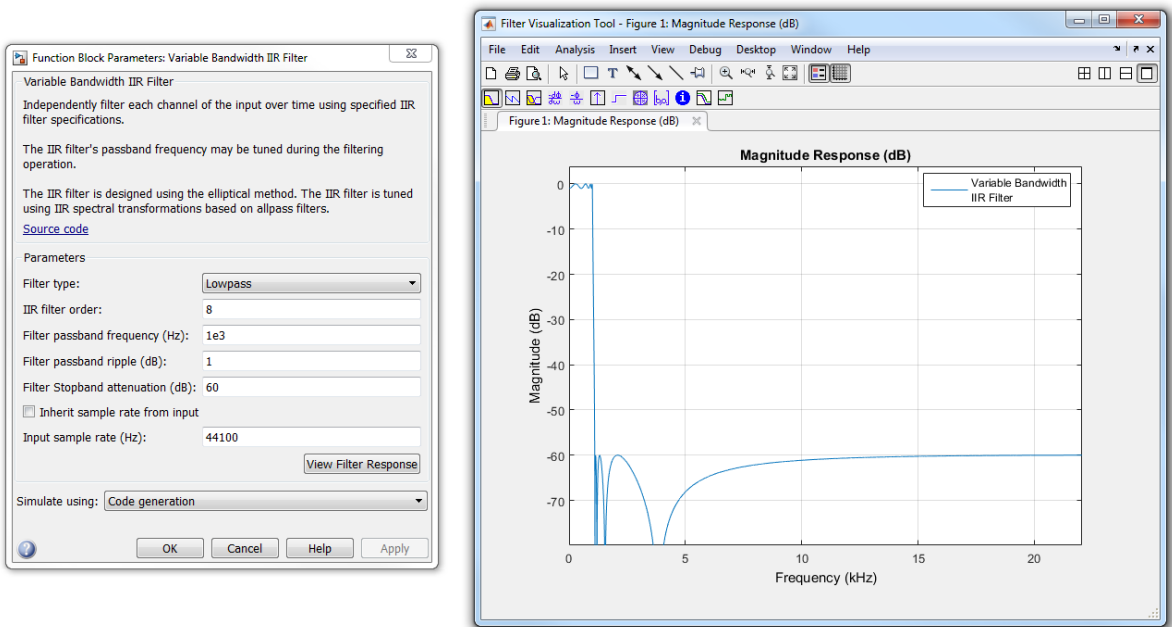 Function Block Parameters: Variable Bandwidth IIR Filter
Variable Bandwidth IIR Filter
Independently filter each channel of the input over time using specified IIR
filter specifications.
The IIR filter's passband frequency may be tuned during the filtering
operation.
The IIR filter is designed using the elliptical method. The IIR filter is tuned
using IIR spectral transformations based on allpass filters.
Source code
Parameters
Filter type: Lowpass
IIR filter order: 8
Filter passband frequency (Hz): 1e3
Filter passband ripple (dB): 1
Filter Stopband attenuation (dB): 60
Inherit sample rate from input
Input sample rate (Hz): 44100
View Filter Response
Simulate using: Code generation
OK Cancel Help Apply
Filter Visualization Tool - Figure 1: Magnitude Response (dB)
File Edit Analysis Insert View Debug Desktop Window Help
Figure 1: Magnitude Response (dB)
Magnitude Response (dB)
Variable Bandwidth
IIR Filter
Magnitude (dB)
0
-10
-20
-30
-40
-50
-60
-70
0 5 10 15 20
Frequency (kHz)